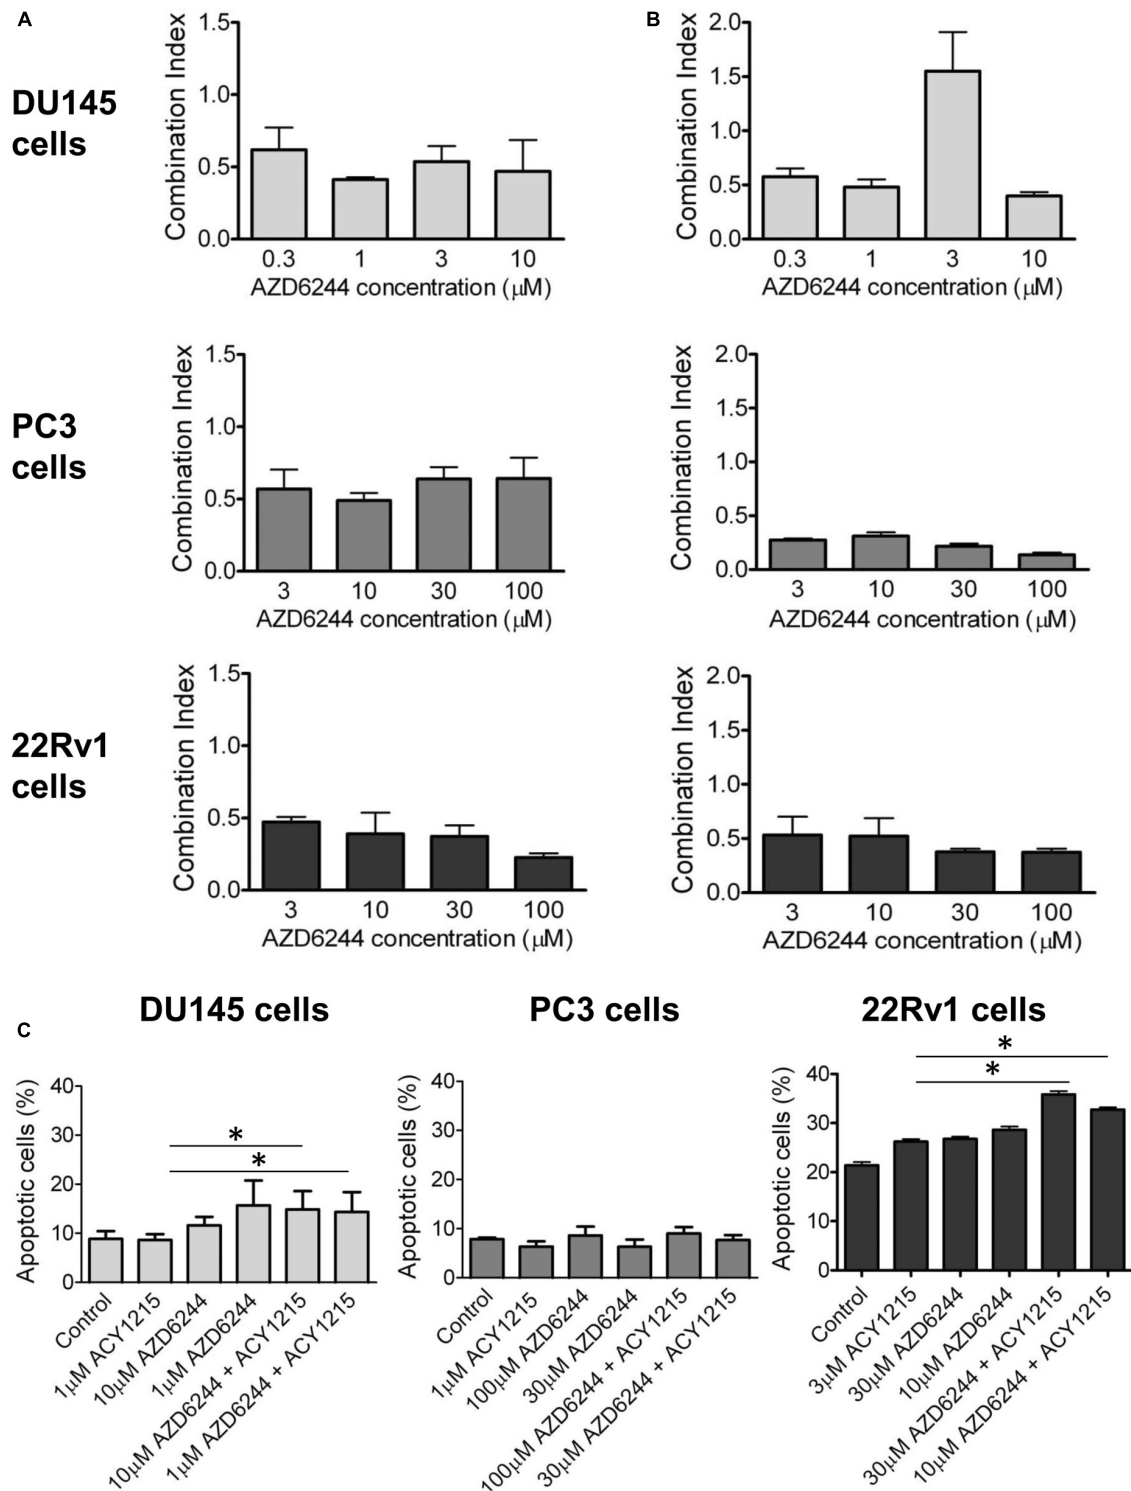 A
B
DU145
cells
Combination Index
1.5
1.0
0.5
0.0
0.3 1 3 10
AZD6244 concentration (μM)
Combination Index
2.0
1.5
1.0
0.5
0.0
0.3 1 3 10
AZD6244 concentration (μM)
PC3
cells
Combination Index
1.5
1.0
0.5
0.0
3 10 30 100
AZD6244 concentration (μM)
Combination Index
2.0
1.5
1.0
0.5
0.0
3 10 30 100
AZD6244 concentration (μM)
22Rv1
cells
Combination Index
1.5
1.0
0.5
0.0
3 10 30 100
AZD6244 concentration (μM)
Combination Index
2.0
1.5
1.0
0.5
0.0
3 10 30 100
AZD6244 concentration (μM)
C
DU145 cells
Apoptotic cells (%)
40
30
20
10
0
*
*
Control
1μM ACY1215
10μM AZD6244
1μM AZD6244
10μM AZD6244 + ACY1215
1μM AZD6244 + ACY1215
PC3 cells
Apoptotic cells (%)
40
30
20
10
0
Control
1μM ACY1215
100μM AZD6244
30μM AZD6244
100μM AZD6244 + ACY1215
30μM AZD6244 + ACY1215
22Rv1 cells
Apoptotic cells (%)
40
30
20
10
0
*
*
Control
3μM ACY1215
30μM AZD6244
10μM AZD6244
30μM AZD6244 + ACY1215
10μM AZD6244 + ACY1215